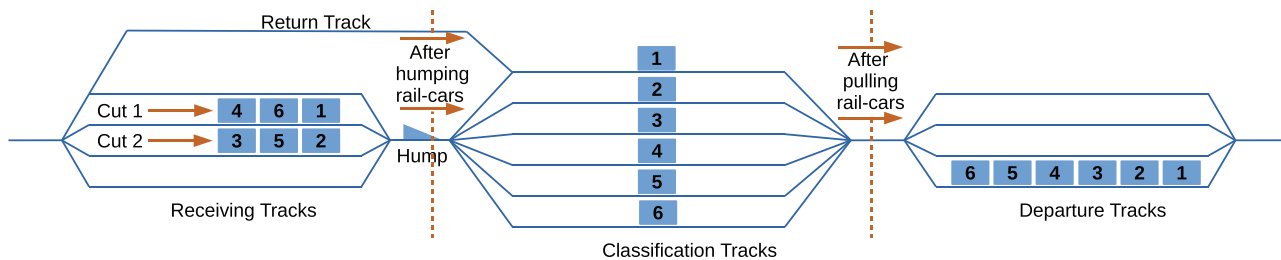 Return Track
After
humping
rail-cars
Cut 1
4 6 1
Cut 2
3 5 2
Hump
Receiving Tracks
1
2
3
4
5
6
Classification Tracks
After
pulling
rail-cars
6 5 4 3 2 1
Departure Tracks